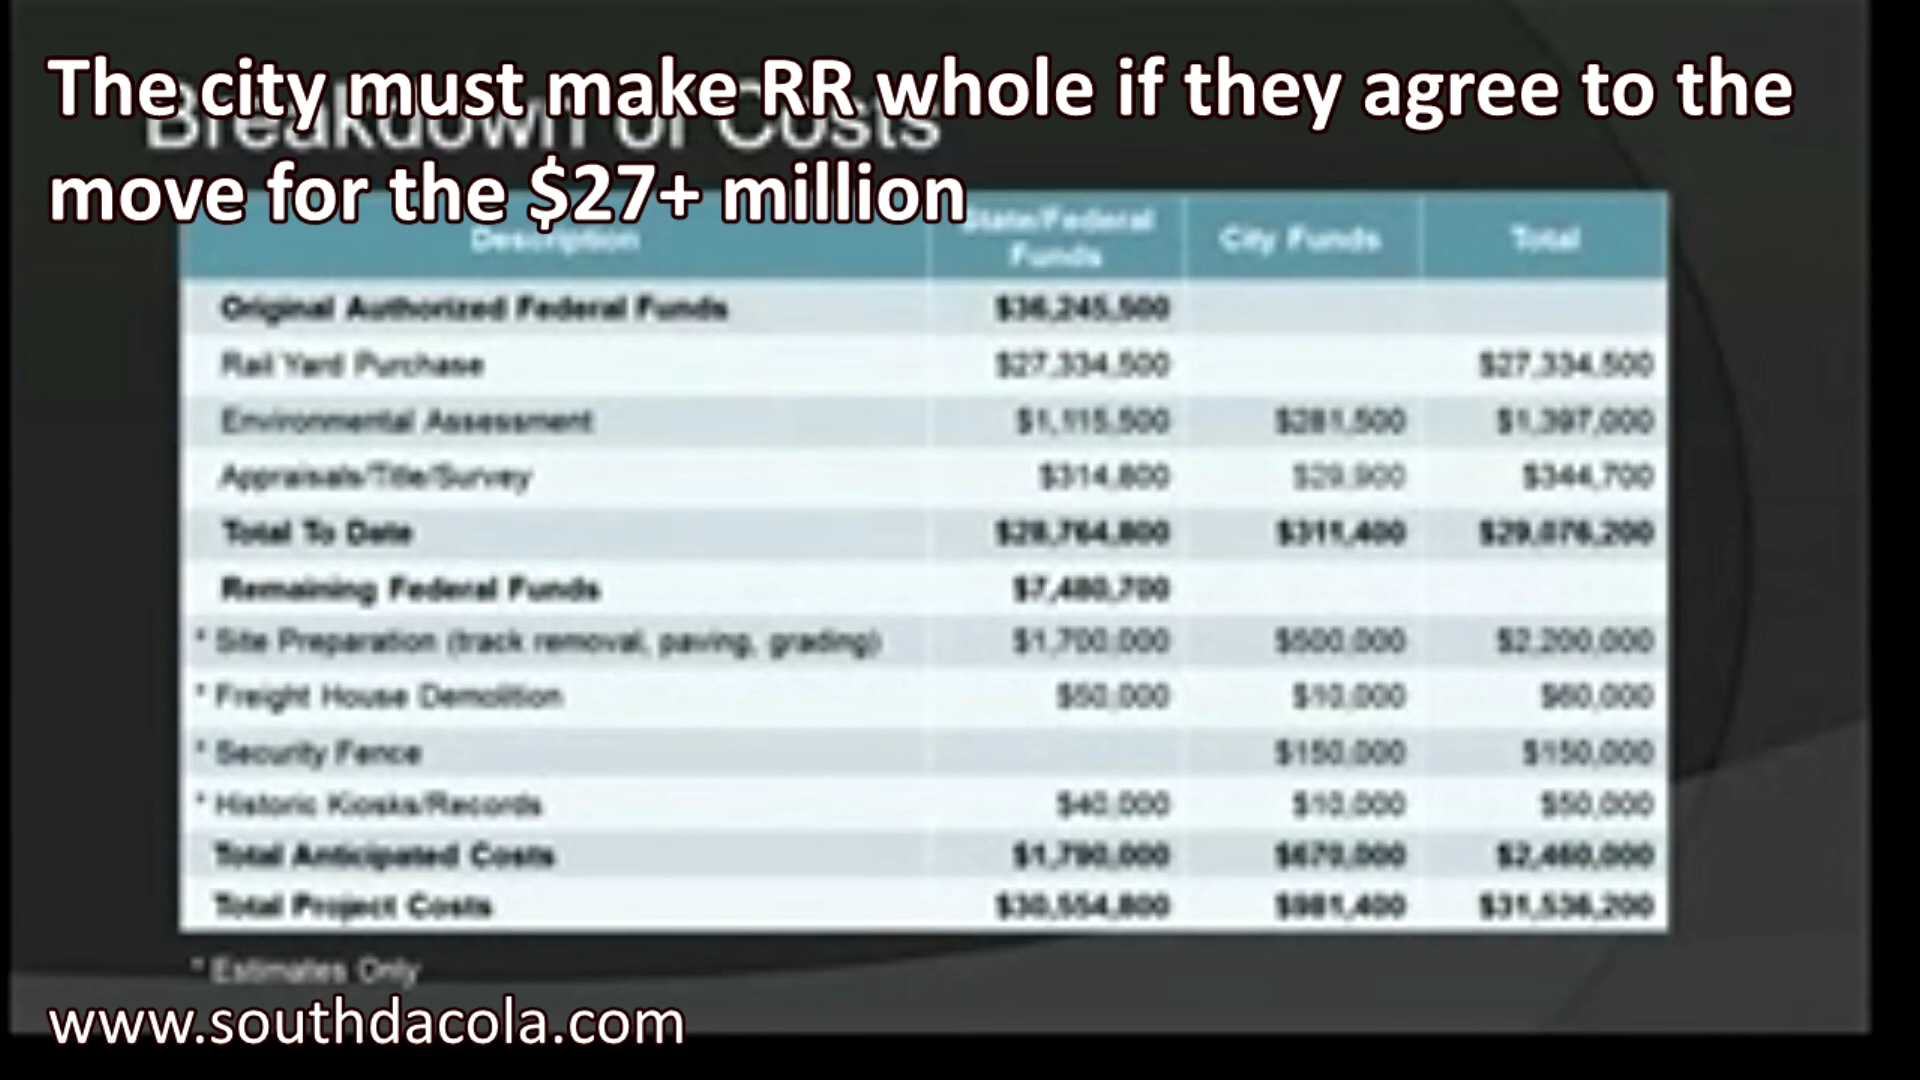 The city must make RR whole if they agree to the
move for the $27+ million
Breakdown of Costs
Description State/Federal Funds City Funds Total
Original Authorized Federal Funds $36,245,500
Rail Yard Purchase $27,334,500 $27,334,500
Environmental Assessment $1,115,500 $281,500 $1,397,000
Appraisals/Title/Survey $314,800 $29,900 $344,700
Total To Date $28,764,800 $311,400 $29,076,200
Remaining Federal Funds $7,480,700
* Site Preparation (track removal, paving, grading) $1,700,000 $500,000 $2,200,000
* Freight House Demolition $50,000 $10,000 $60,000
* Security Fence $150,000 $150,000
* Historic Kiosks/Records $40,000 $10,000 $50,000
Total Anticipated Costs $1,790,000 $670,000 $2,460,000
Total Project Costs $30,554,800 $981,400 $31,536,200
* Estimates Only
www.southdacola.com